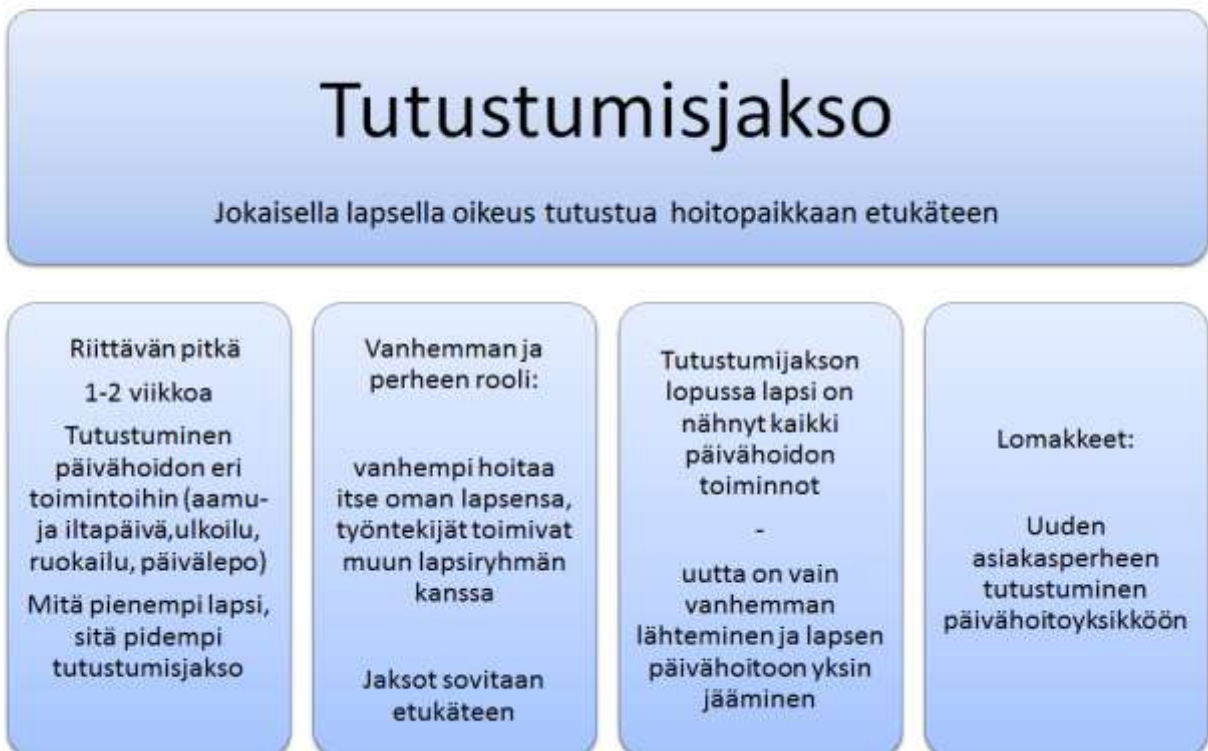 Tutustumisjakso
Jokaisella lapsella oikeus tutustua hoitopaikkaan etukäteen
Riittävän pitkä
1-2 viikkoa
Tutustuminen
päivähoidon eri
toimintoihin (aamu-
ja iltapäivä,ulkoilu,
ruokailu, päivälepo)
Mitä pienempi lapsi,
sitä pidempi
tutustumisjakso
Vanhemman ja
perheen rooli:
vanhempi hoitaa
itse oman lapsensa,
työntekijät toimivat
muun lapsiryhmän
kanssa
Jaksot sovitaan
etukäteen
Tutustumijakson
lopussa lapsi on
nähnyt kaikki
päivähoidon
toiminnot
-
uutta on vain
vanhemman
lähteminen ja lapsen
päivähoitoon yksin
jääminen
Lomakkeet:
Uuden
asiakasperheen
tutustuminen
päivähoitoyksikköön